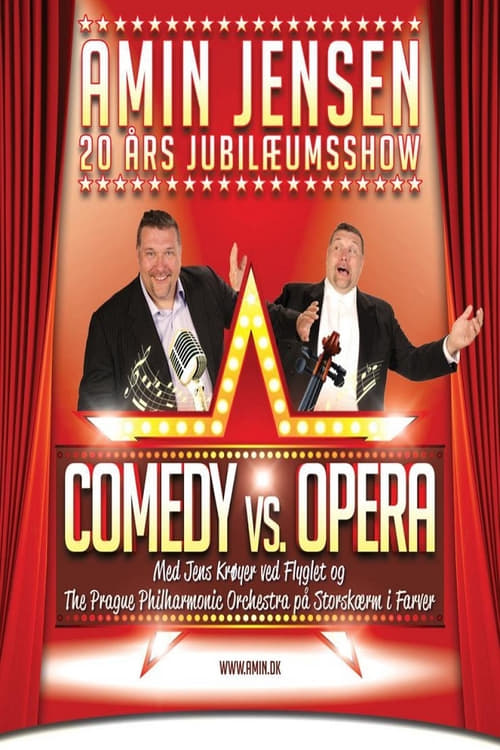 AMIN JENSEN
20 ÅRS JUBILÆUMSSHOW
COMEDY VS. OPERA
Med Jens Krøyer ved Flyglet og
The Prague Philharmonic Orchestra på Storskærm i Farver
WWW.AMIN.DK